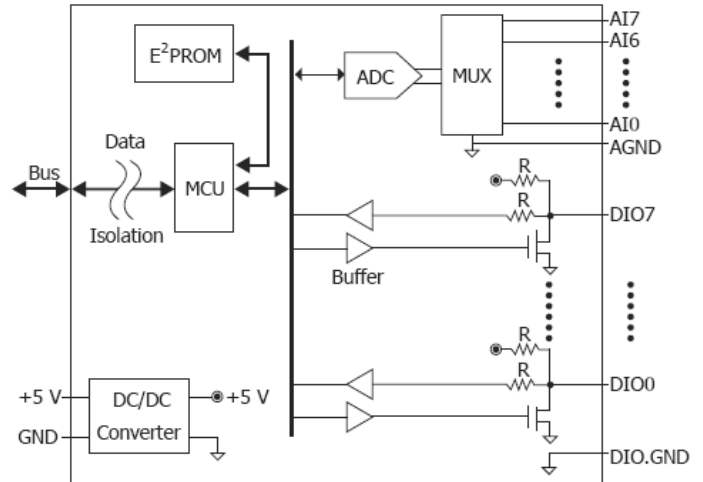 E²PROM
ADC
MUX
AI7
AI6
AI0
AGND
Data
Bus
MCU
Isolation
R
R
DIO7
Buffer
R
R
DIO0
+5 V
DC/DC
+5 V
GND
Converter
DIO.GND